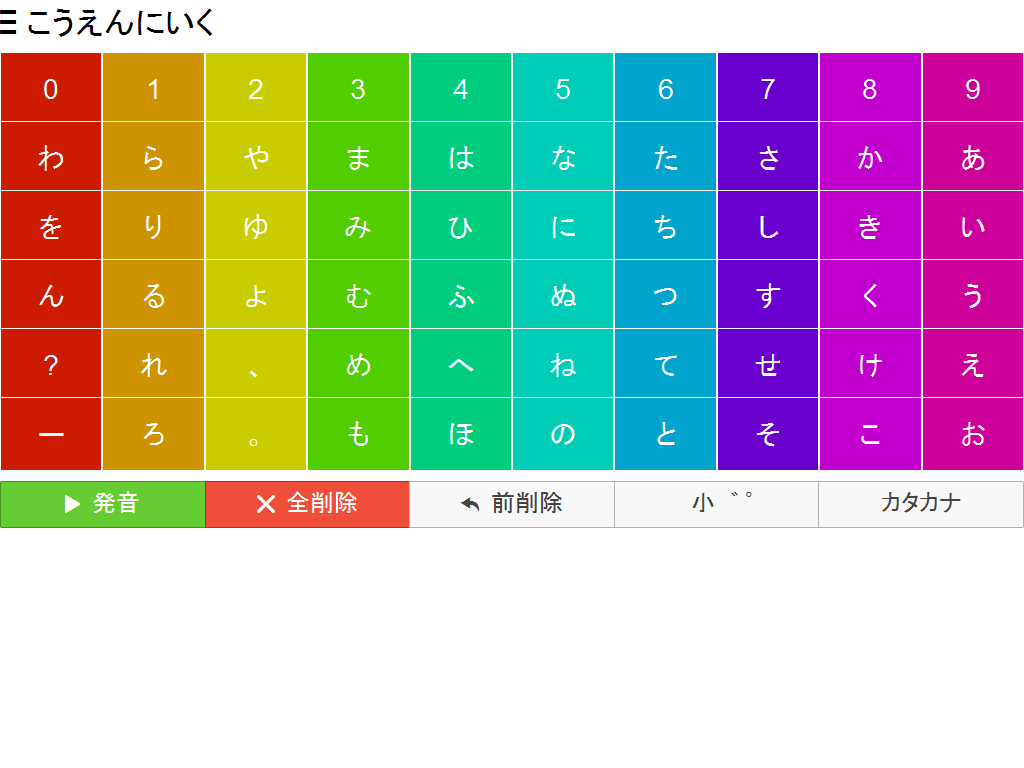 ☰ こうえんにいく
0 1 2 3 4 5 6 7 8 9
わ ら や ま は な た さ か あ
を り ゆ み ひ に ち し き い
ん る よ む ふ ぬ つ す く う
? れ 、 め へ ね て せ け え
ー ろ 。 も ほ の と そ こ お
発音 全削除 前削除 小 ゛゜ カタカナ